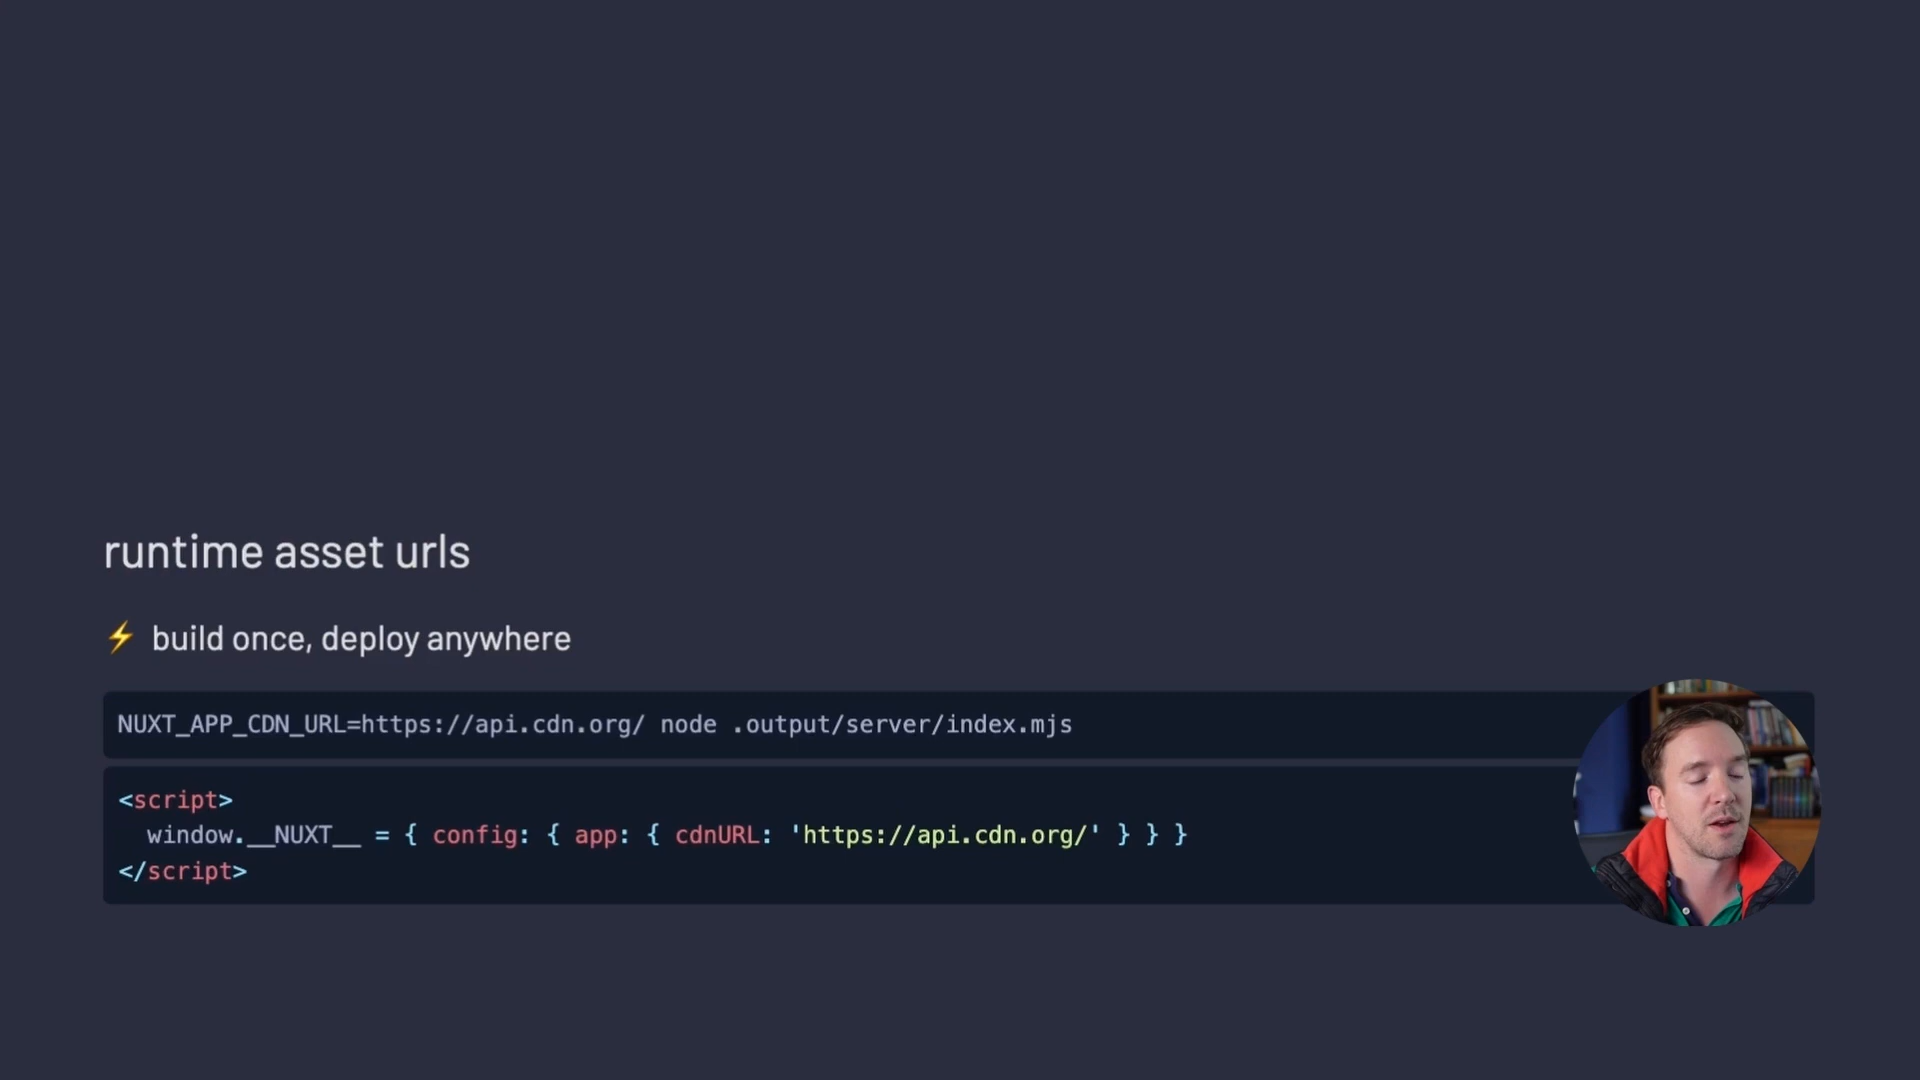 runtime asset urls
⚡ build once, deploy anywhere
NUXT_APP_CDN_URL=https://api.cdn.org/ node .output/server/index.mjs
<script>
  window.__NUXT__ = { config: { app: { cdnURL: 'https://api.cdn.org/' } } }
</script>